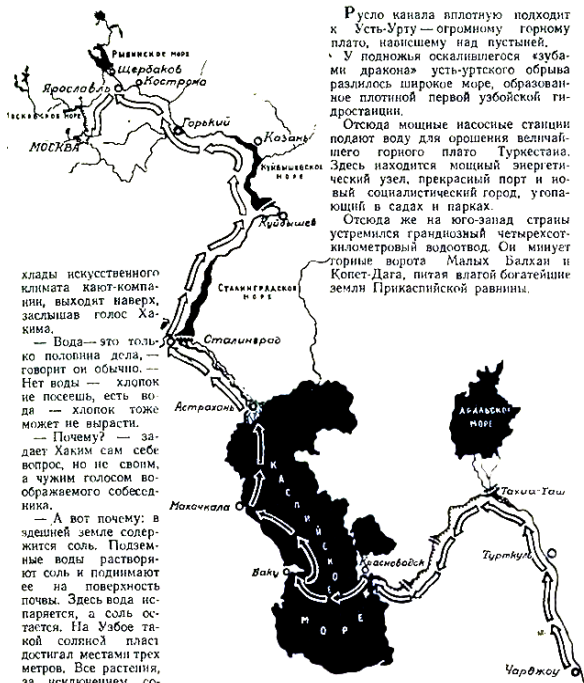 Русло канала вплотную подходит
к Усть-Урту — огромному горному
плато, нависшему над пустыней.
У подножья оскалившегося «зуба-
ми дракона» усть-уртского обрыва
разлилось широкое море, образован-
ное плотиной первой узбойской ги-
дростанции.
Отсюда мощные насосные станции
подают воду для орошения величай-
шего горного плато Туркестана.
Здесь находится мощный энергети-
ческий узел, прекрасный порт и но-
вый социалистический город, утопа-
ющий в садах и парках.
Отсюда же на юго-запад страны
устремился грандиозный четырехсот-
километровый водоотвод. Он минует
горные ворота Малых Балхан и
Копет-Дага, питая влагой богатейшие
земли Прикаспийской равнины.
хлады искусственного
климата кают-компа-
нии, выходят наверх,
заслышав голос Ха-
кима.
— Вода — это толь-
ко половина дела, —
говорит он обычно. —
Нет воды — хлопок
не посеешь, есть во-
да — хлопок тоже
может не вырасти.
— Почему? — за-
дает Хаким сам себе
вопрос, но не своим,
а чужим голосом во-
ображаемого собесед-
ника.
— А вот почему: в
здешней земле содер-
жится соль. Подзем-
ные воды растворя-
ют соль и поднимают
ее на поверхность
почвы. Здесь вода ис-
паряется, а соль ос-
тается. На Узбое та-
кой соляной пласт
достигал местами трех
метров. Все растения,
за исключением со-
Рыбинское море
Щербаков
Кострома
Ярославль
Московское море
Москва
Горький
Казань
Куйбышевское
море
Куйбышев
Сталинградское
море
Сталинград
Астрахань
Аральское
море
Каспийское
море
Махачкала
Тахиа-Таш
Красноводск
Баку
Турткуль
Чарджоу